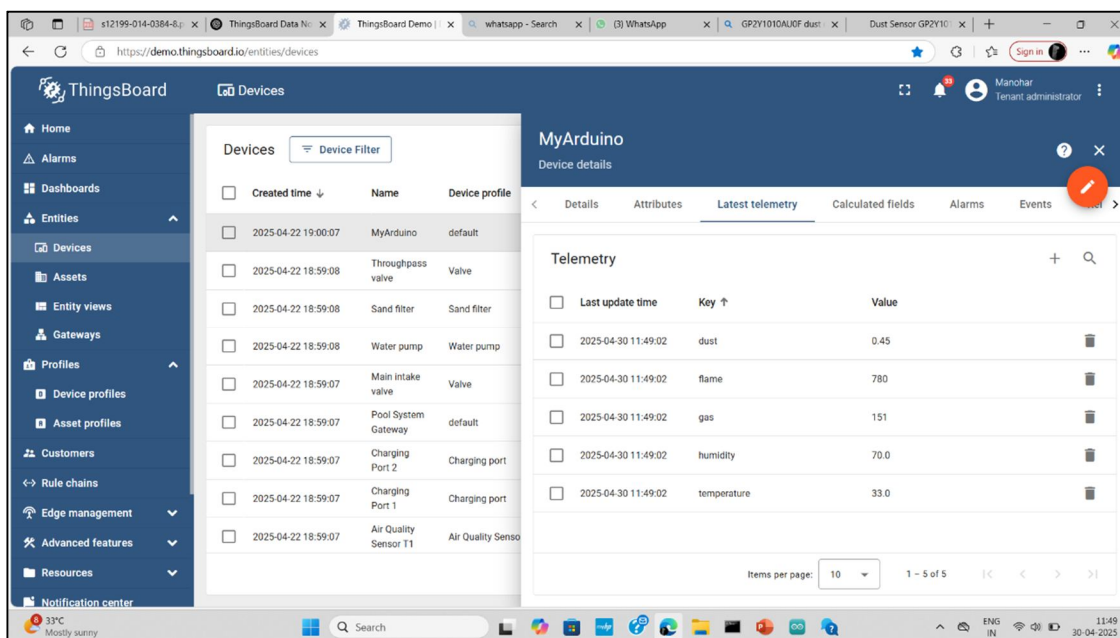 s12199-014-0384-8.p
ThingsBoard Data No
ThingsBoard Demo |
whatsapp - Search
(3) WhatsApp
GP2Y1010AU0F dust
Dust Sensor GP2Y10
https://demo.thingsboard.io/entities/devices
Sign in
ThingsBoard
Devices
33
Manohar
Tenant administrator
Home
Alarms
Dashboards
Entities
Devices
Assets
Entity views
Gateways
Profiles
Device profiles
Asset profiles
Customers
Rule chains
Edge management
Advanced features
Resources
Notification center
Devices
Device Filter
Created time Name Device profile
2025-04-22 19:00:07 MyArduino default
2025-04-22 18:59:08 Throughpass valve Valve
2025-04-22 18:59:08 Sand filter Sand filter
2025-04-22 18:59:08 Water pump Water pump
2025-04-22 18:59:07 Main intake valve Valve
2025-04-22 18:59:07 Pool System Gateway default
2025-04-22 18:59:07 Charging Port 2 Charging port
2025-04-22 18:59:07 Charging Port 1 Charging port
2025-04-22 18:59:07 Air Quality Sensor T1 Air Quality Senso
MyArduino
Device details
Details Attributes Latest telemetry Calculated fields Alarms Events
Telemetry
Last update time Key Value
2025-04-30 11:49:02 dust 0.45
2025-04-30 11:49:02 flame 780
2025-04-30 11:49:02 gas 151
2025-04-30 11:49:02 humidity 70.0
2025-04-30 11:49:02 temperature 33.0
Items per page: 10 1 – 5 of 5
33°C
Mostly sunny
Search
ENG
IN
11:49
30-04-2025